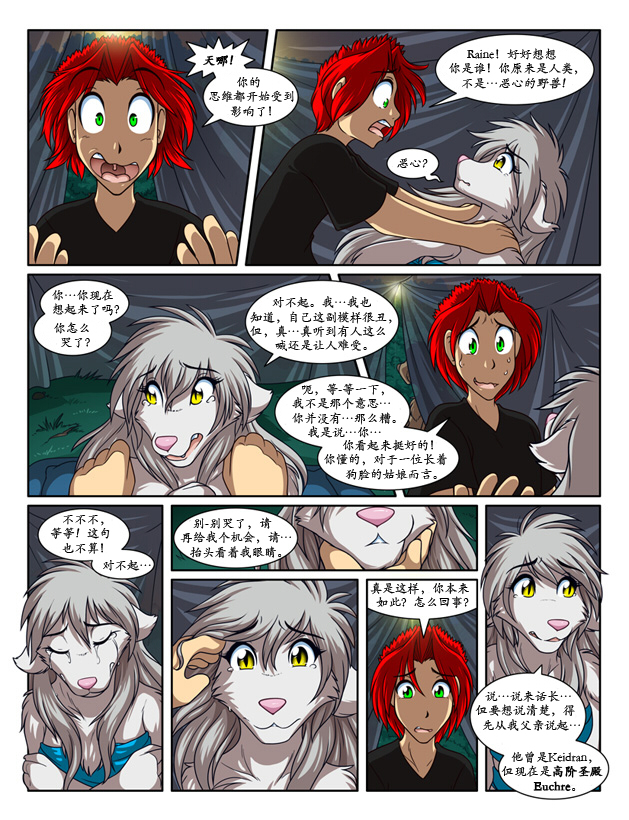 天哪！
你的
思维都开始受到
影响了！
Raine！好好想想
你是谁！你原来是人类，
不是…恶心的野兽！
恶心？
你…你现在
想起来了吗？
你怎么
哭了？
对不起。我…我也
知道，自己这副模样很丑，
但，真…真听到有人这么
喊还是让人难受。
呃，等-等一下，
我不是那个意思…
你并没有…那么糟。
我是说…你…
你看起来挺好的！
你懂的，对于一位长着
狗脸的姑娘而言。
不不不，
等等！这句
也不算！
对不起…
别-别哭了，请
再给我个机会，请…
抬头看着我眼睛。
真是这样，你本来
如此？怎么回事？
说…说来话长…
但要想说清楚，得
先从我父亲说起…
他曾是Keidran，
但现在是高阶圣殿
Euchre。